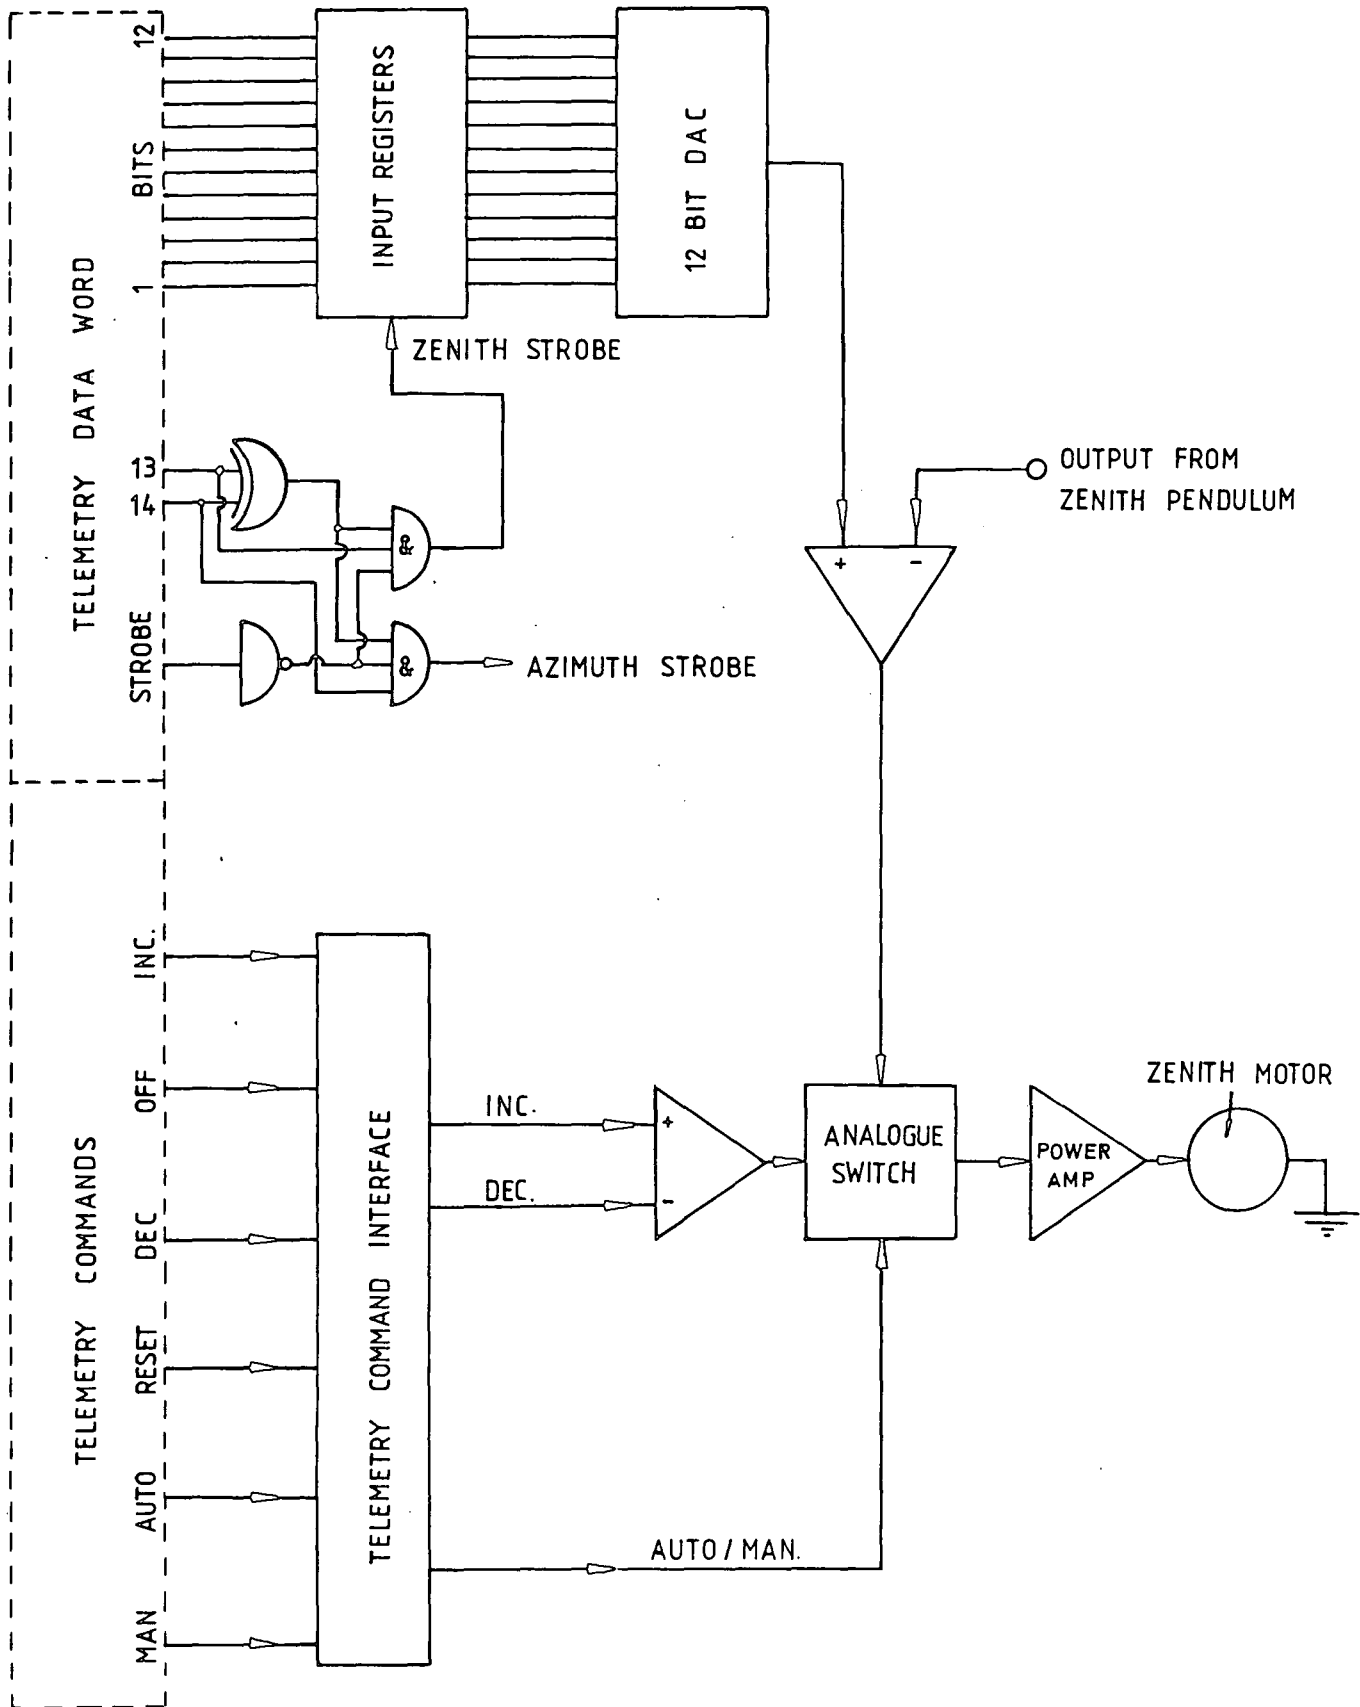 TELEMETRY DATA WORD
12
BITS
1
13
14
STROBE
INPUT REGISTERS
12 BIT DAC
ZENITH STROBE
&
&
AZIMUTH STROBE
OUTPUT FROM
ZENITH PENDULUM
+ -
TELEMETRY COMMANDS
INC.
OFF
DEC
RESET
AUTO
MAN
TELEMETRY COMMAND INTERFACE
INC.
DEC.
+
-
ANALOGUE
SWITCH
POWER
AMP
ZENITH MOTOR
AUTO / MAN.